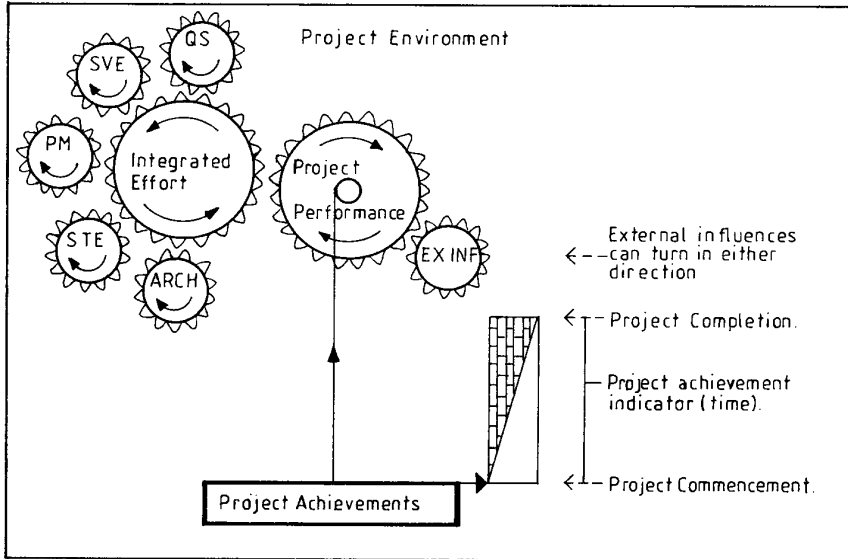 Project Environment
QS
SVE
PM
Integrated
Effort
STE
ARCH
Project
Performance
EX INF
External influences
can turn in either
direction
Project Completion.
Project achievement
indicator (time).
Project Commencement.
Project Achievements